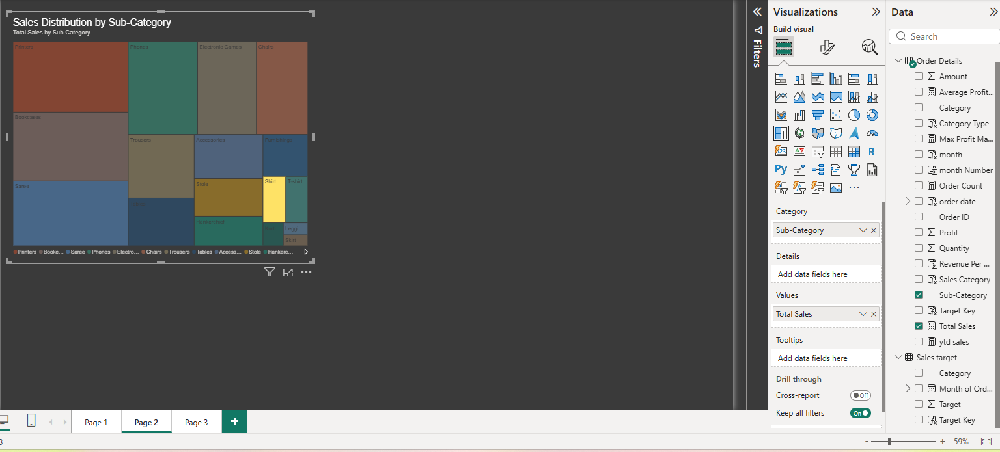 Sales Distribution by Sub-Category
Total Sales by Sub-Category
Printers
Phones
Electronic Games
Chairs
Bookcases
Trousers
Accessories
Furnishings
Saree
Stole
Shirt
T-shirt
Tables
Hankerchief
Kurti
Leggi...
Skirt
Printers Bookc... Saree Phones Electro... Chairs Trousers Tables Access... Stole Hankerc...
Filters
Visualizations
Build visual
123
R
Py
Category
Sub-Category
Details
Add data fields here
Values
Total Sales
Tooltips
Add data fields here
Drill through
Cross-report
Off
Keep all filters
On
Data
Search
Order Details
Amount
Average Profit...
Category
Category Type
Max Profit Ma...
month
month Number
Order Count
order date
Order ID
Profit
Quantity
Revenue Per ...
Sales Category
Sub-Category
Target Key
Total Sales
ytd sales
Sales target
Category
Month of Ord...
Target
Target Key
Page 1
Page 2
Page 3
+
- + 59%